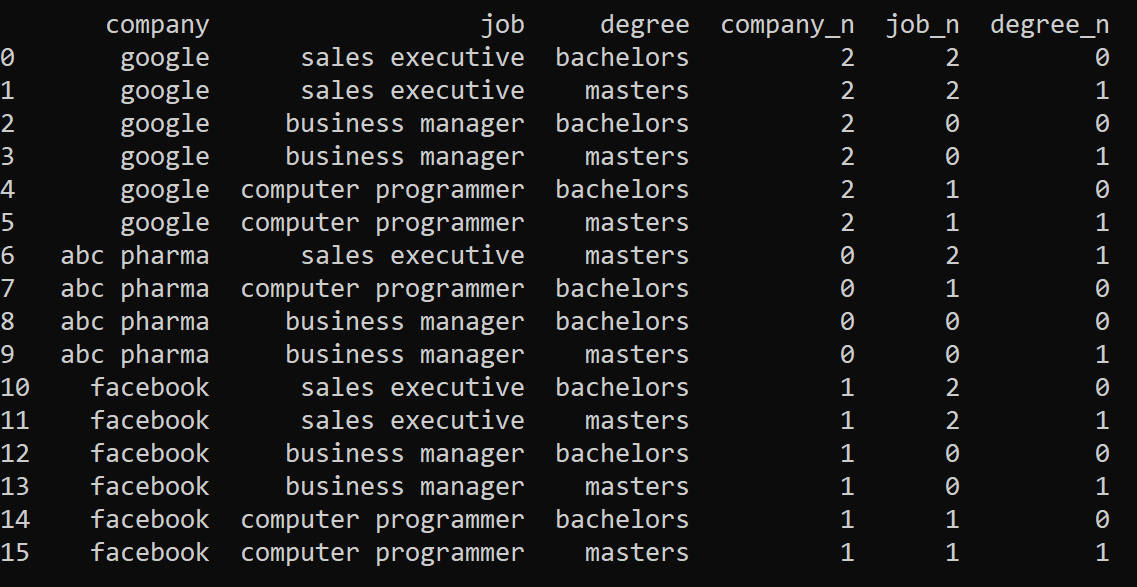 company job degree company_n job_n degree_n
0 google sales executive bachelors 2 2 0
1 google sales executive masters 2 2 1
2 google business manager bachelors 2 0 0
3 google business manager masters 2 0 1
4 google computer programmer bachelors 2 1 0
5 google computer programmer masters 2 1 1
6 abc pharma sales executive masters 0 2 1
7 abc pharma computer programmer bachelors 0 1 0
8 abc pharma business manager bachelors 0 0 0
9 abc pharma business manager masters 0 0 1
10 facebook sales executive bachelors 1 2 0
11 facebook sales executive masters 1 2 1
12 facebook business manager bachelors 1 0 0
13 facebook business manager masters 1 0 1
14 facebook computer programmer bachelors 1 1 0
15 facebook computer programmer masters 1 1 1